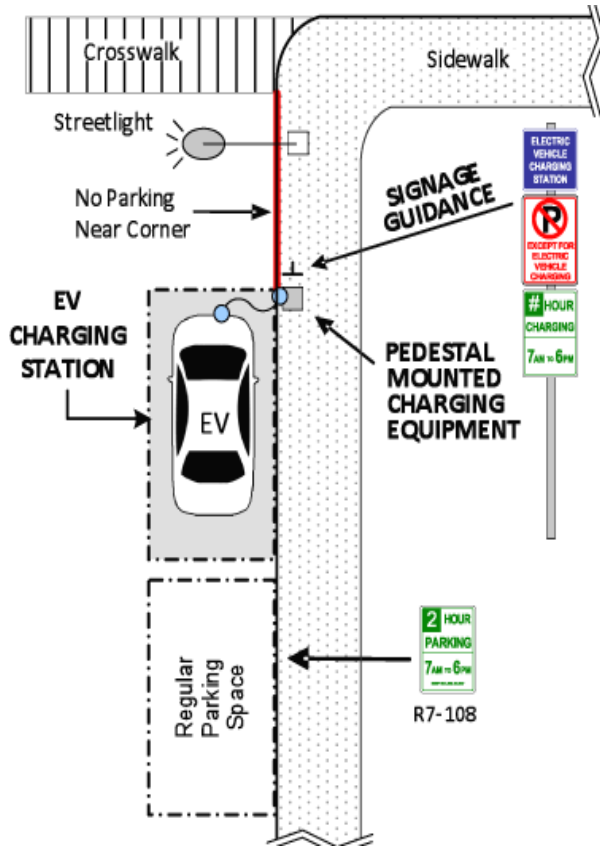 Crosswalk
Sidewalk
Streetlight
No Parking
Near Corner
SIGNAGE
GUIDANCE
ELECTRIC
VEHICLE
CHARGING
STATION
P
EXCEPT FOR
ELECTRIC
VEHICLE
CHARGING
# HOUR
CHARGING
7AM TO 6PM
EV
CHARGING
STATION
EV
PEDESTAL
MOUNTED
CHARGING
EQUIPMENT
Regular
Parking
Space
2 HOUR
PARKING
7AM TO 6PM
R7-108